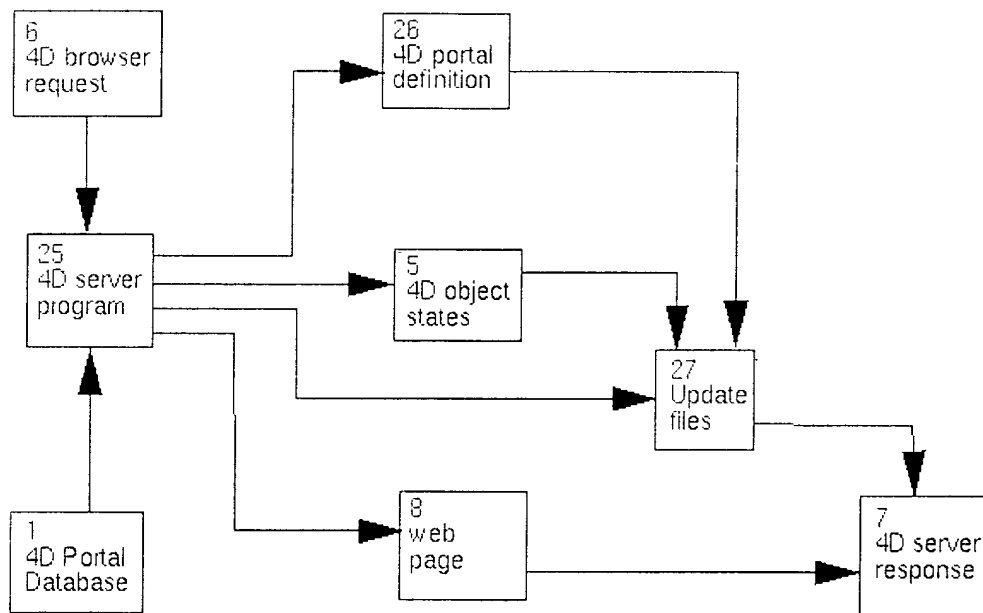 6
4D browser
request
26
4D portal
definition
25
4D server
program
5
4D object
states
27
Update
files
1
4D Portal
Database
8
web
page
7
4D server
response